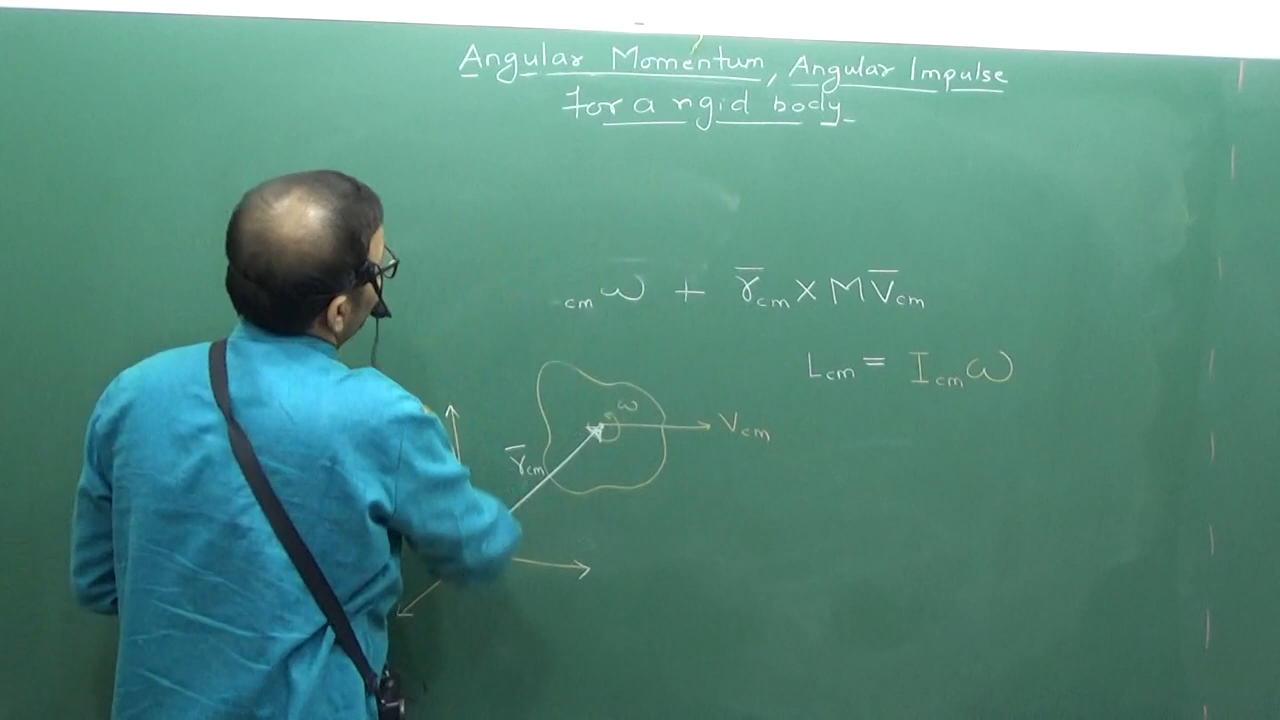 Angular Momentum, Angular Impulse
For a rigid body
cm ω + r̅cm × M V̅cm
Lcm = Icm ω
ω
Vcm
r̅cm